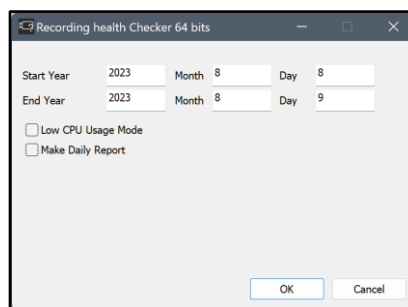 Recording health Checker 64 bits
Start Year 2023 Month 8 Day 8
End Year 2023 Month 8 Day 9
Low CPU Usage Mode
Make Daily Report
OK Cancel